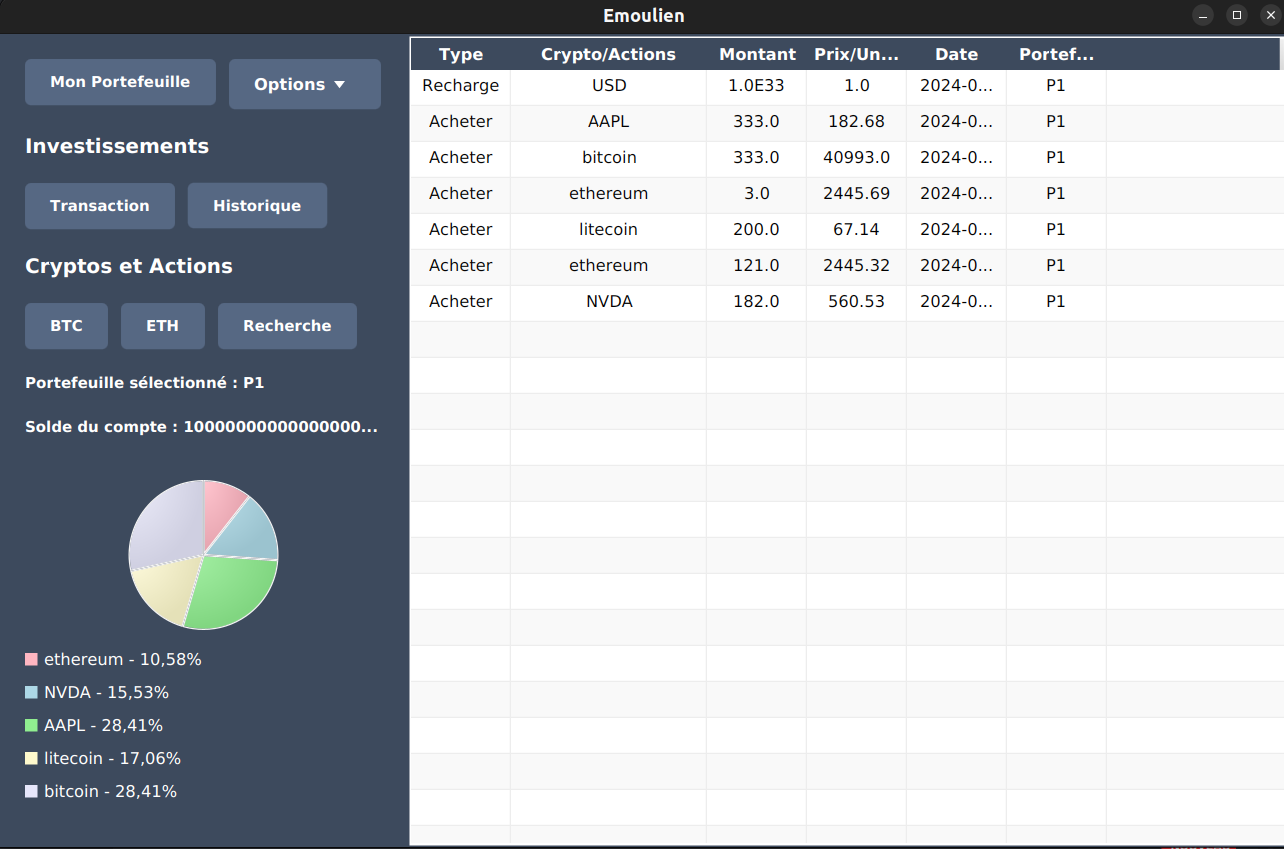 Emoulien
Mon Portefeuille
Options
Investissements
Transaction
Historique
Cryptos et Actions
BTC
ETH
Recherche
Portefeuille sélectionné : P1
Solde du compte : 10000000000000000...
ethereum - 10,58%
NVDA - 15,53%
AAPL - 28,41%
litecoin - 17,06%
bitcoin - 28,41%
Type Crypto/Actions Montant Prix/Un... Date Portef...
Recharge USD 1.0E33 1.0 2024-0... P1
Acheter AAPL 333.0 182.68 2024-0... P1
Acheter bitcoin 333.0 40993.0 2024-0... P1
Acheter ethereum 3.0 2445.69 2024-0... P1
Acheter litecoin 200.0 67.14 2024-0... P1
Acheter ethereum 121.0 2445.32 2024-0... P1
Acheter NVDA 182.0 560.53 2024-0... P1